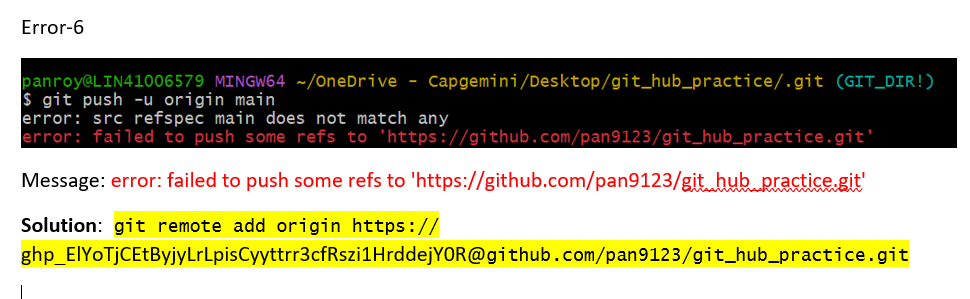 Error-6
panroy@LIN41006579 MINGW64 ~/OneDrive - Capgemini/Desktop/git_hub_practice/.git (GIT_DIR!)
$ git push -u origin main
error: src refspec main does not match any
error: failed to push some refs to 'https://github.com/pan9123/git_hub_practice.git'
Message: error: failed to push some refs to 'https://github.com/pan9123/git_hub_practice.git'
Solution: git remote add origin https://
ghp_ElYoTjCEtByjyLrLpisCyyttrr3cfRszi1HrddejY0R@github.com/pan9123/git_hub_practice.git